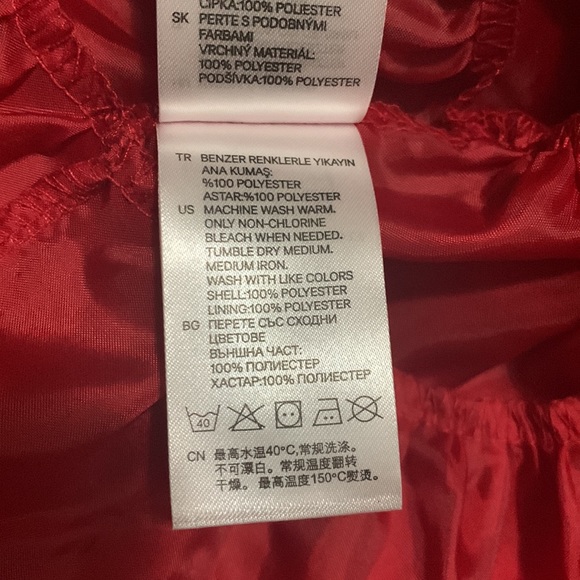 ČIPKA:100% POLIESTER
SK PERTE S PODOBNÝMI
FARBAMI
VRCHNÝ MATERIÁL:
100% POLYESTER
PODŠÍVKA:100% POLYESTER
TR BENZER RENKLERLE YIKAYIN
ANA KUMAŞ:
%100 POLYESTER
ASTAR:%100 POLYESTER
US MACHINE WASH WARM.
ONLY NON-CHLORINE
BLEACH WHEN NEEDED.
TUMBLE DRY MEDIUM.
MEDIUM IRON.
WASH WITH LIKE COLORS
SHELL:100% POLYESTER
LINING:100% POLYESTER
BG ПЕРЕТЕ СЪС СХОДНИ
ЦВЕТОВЕ
ВЪНШНА ЧАСТ:
100% ПОЛИЕСТЕР
ХАСТАР:100% ПОЛИЕСТЕР
40
CN 最高水温40°C,常规洗涤。
不可漂白。常规温度翻转
干燥。最高温度150°C熨烫。